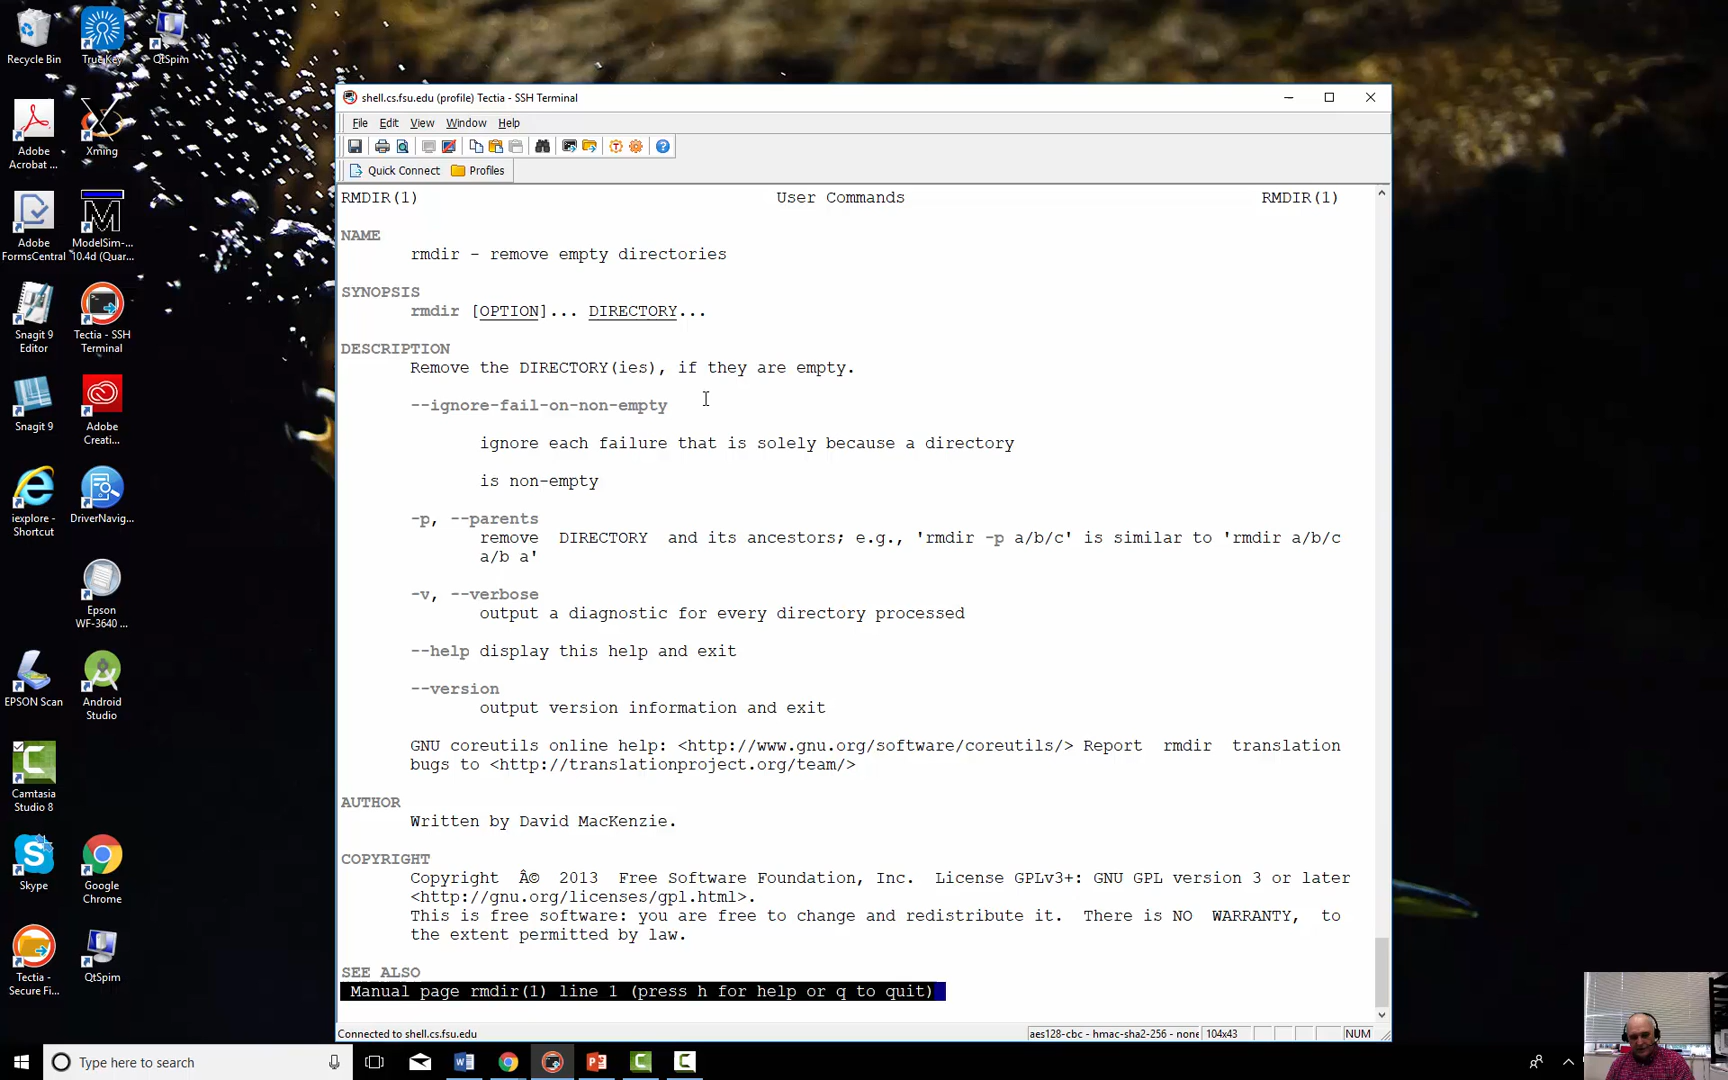 Recycle Bin
True Key
QtSpim
Adobe
Acrobat ...
Xming
Adobe
FormsCentral
ModelSim-...
10.4d (Quar...
Snagit 9
Editor
Tectia - SSH
Terminal
Snagit 9
Adobe
Creati...
iexplore -
Shortcut
DriverNavig...
Epson
WF-3640 ...
EPSON Scan
Android
Studio
Camtasia
Studio 8
Skype
Google
Chrome
Tectia -
Secure Fi...
QtSpim
shell.cs.fsu.edu (profile) Tectia - SSH Terminal
File Edit View Window Help
Quick Connect Profiles
RMDIR(1) User Commands RMDIR(1)
NAME
rmdir - remove empty directories
SYNOPSIS
rmdir [OPTION]... DIRECTORY...
DESCRIPTION
Remove the DIRECTORY(ies), if they are empty.
--ignore-fail-on-non-empty
ignore each failure that is solely because a directory
is non-empty
-p, --parents
remove DIRECTORY and its ancestors; e.g., 'rmdir -p a/b/c' is similar to 'rmdir a/b/c
a/b a'
-v, --verbose
output a diagnostic for every directory processed
--help display this help and exit
--version
output version information and exit
GNU coreutils online help: <http://www.gnu.org/software/coreutils/> Report rmdir translation
bugs to <http://translationproject.org/team/>
AUTHOR
Written by David MacKenzie.
COPYRIGHT
Copyright Â© 2013 Free Software Foundation, Inc. License GPLv3+: GNU GPL version 3 or later
<http://gnu.org/licenses/gpl.html>.
This is free software: you are free to change and redistribute it. There is NO WARRANTY, to
the extent permitted by law.
SEE ALSO
Manual page rmdir(1) line 1 (press h for help or q to quit)
Connected to shell.cs.fsu.edu aes128-cbc - hmac-sha2-256 - none 104x43 NUM
Type here to search